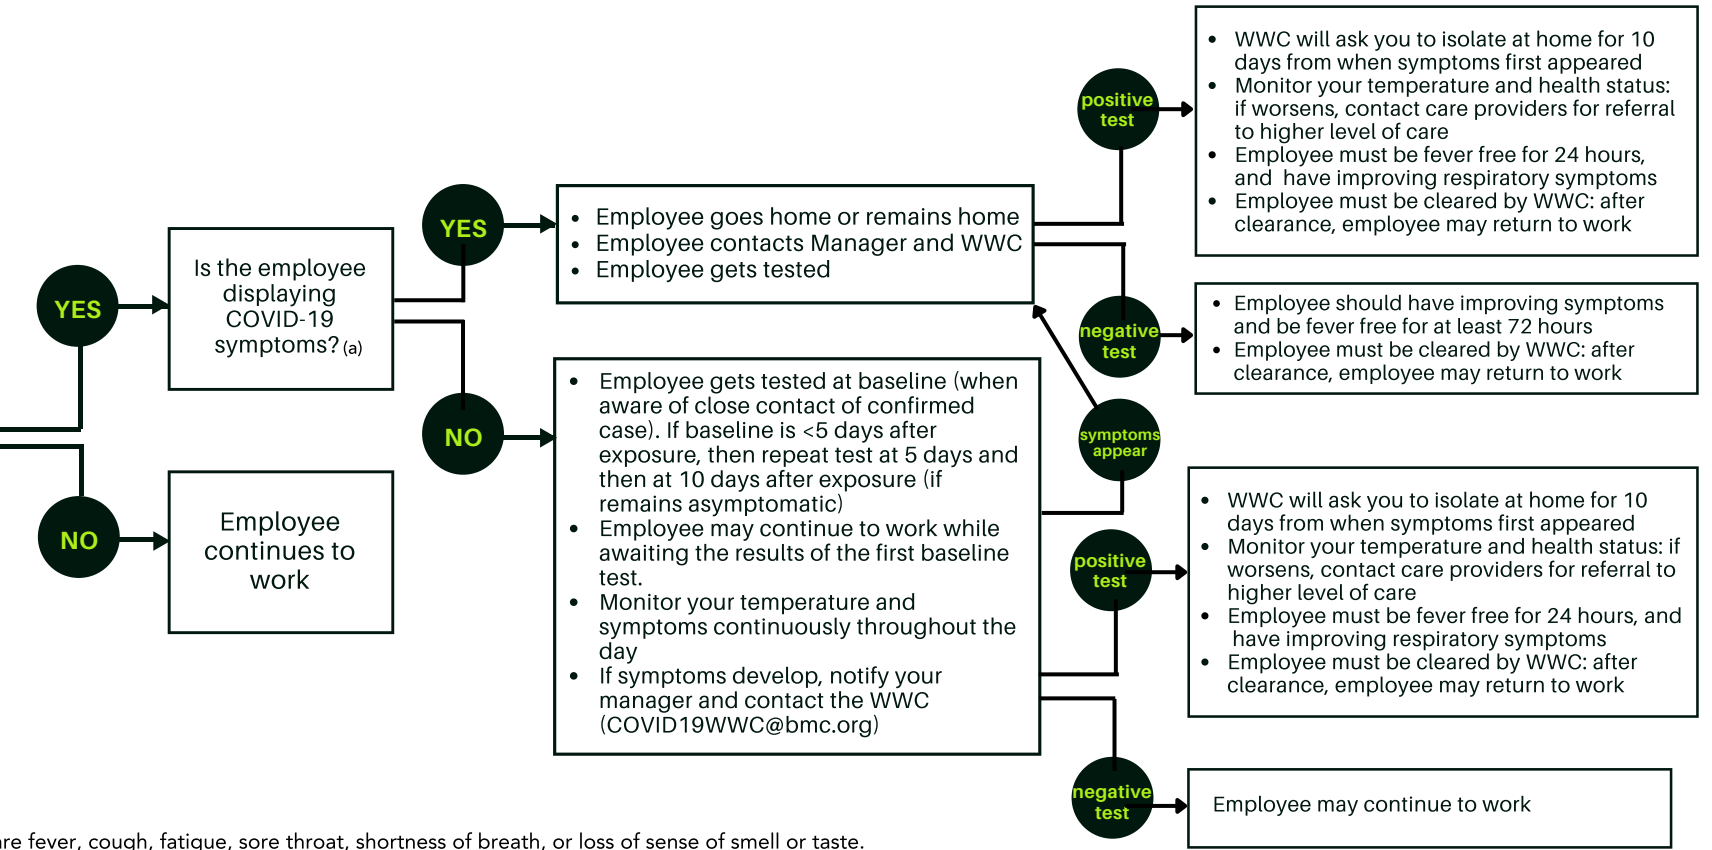 YES
Is the employee
displaying
COVID-19
symptoms? (a)
NO
Employee
continues to
work
YES
• Employee goes home or remains home
• Employee contacts Manager and WWC
• Employee gets tested
NO
• Employee gets tested at baseline (when
aware of close contact of confirmed
case). If baseline is <5 days after
exposure, then repeat test at 5 days and
then at 10 days after exposure (if
remains asymptomatic)
• Employee may continue to work while
awaiting the results of the first baseline
test.
• Monitor your temperature and
symptoms continuously throughout the
day
• If symptoms develop, notify your
manager and contact the WWC
(COVID19WWC@bmc.org)
positive
test
• WWC will ask you to isolate at home for 10
days from when symptoms first appeared
• Monitor your temperature and health status:
if worsens, contact care providers for referral
to higher level of care
• Employee must be fever free for 24 hours,
and have improving respiratory symptoms
• Employee must be cleared by WWC: after
clearance, employee may return to work
negative
test
• Employee should have improving symptoms
and be fever free for at least 72 hours
• Employee must be cleared by WWC: after
clearance, employee may return to work
symptoms
appear
positive
test
• WWC will ask you to isolate at home for 10
days from when symptoms first appeared
• Monitor your temperature and health status: if
worsens, contact care providers for referral to
higher level of care
• Employee must be fever free for 24 hours, and
have improving respiratory symptoms
• Employee must be cleared by WWC: after
clearance, employee may return to work
negative
test
Employee may continue to work
are fever, cough, fatigue, sore throat, shortness of breath, or loss of sense of smell or taste.